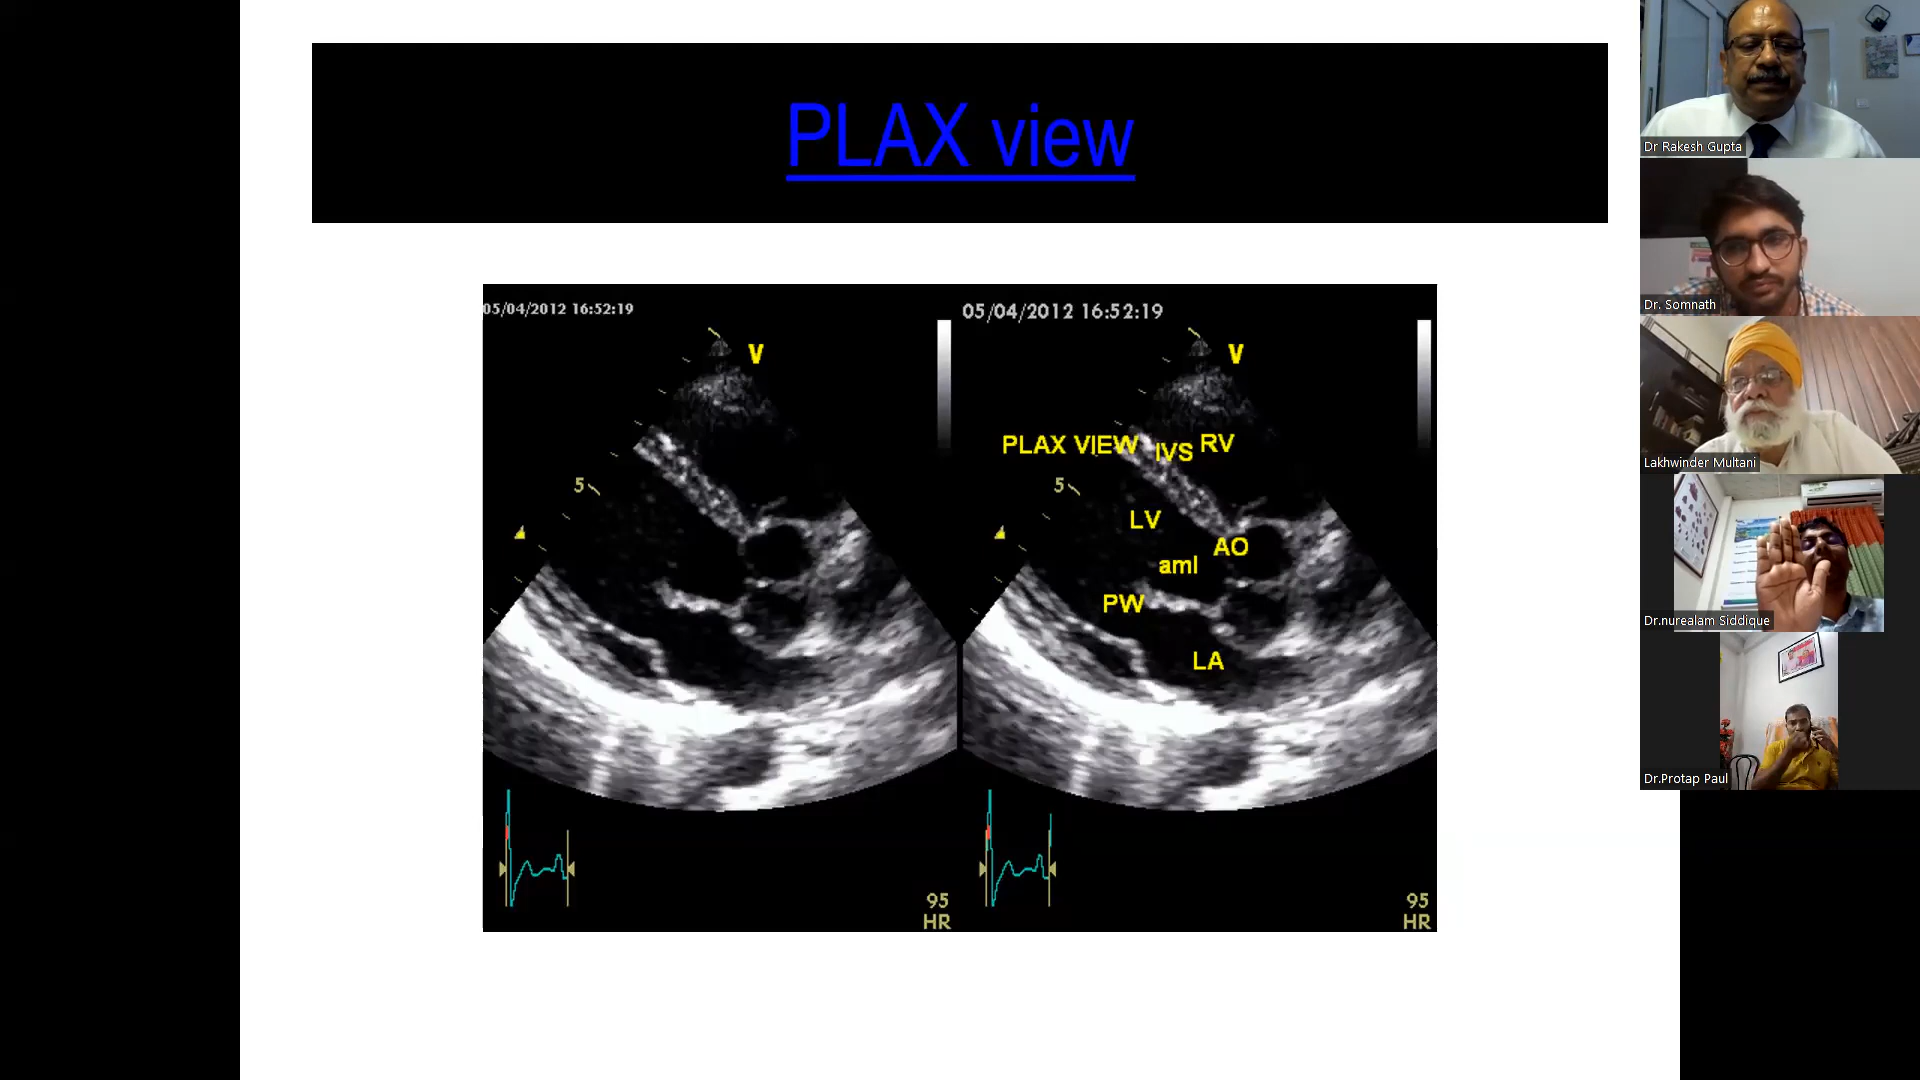 PLAX view
05/04/2012 16:52:19
V
5
95
HR
05/04/2012 16:52:19
V
PLAX VIEW IVS RV
5
LV
AO
aml
PW
LA
95
HR
Dr Rakesh Gupta
Dr. Somnath
Lakhwinder Multani
Dr.nurealam Siddique
Dr.Protap Paul